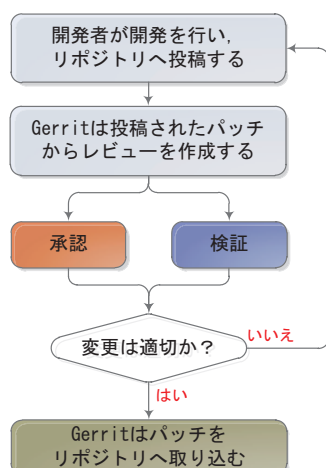 開発者が開発を行い,
リポジトリへ投稿する
Gerritは投稿されたパッチ
からレビューを作成する
承認
検証
変更は適切か？
いいえ
はい
Gerritはパッチを
リポジトリへ取り込む